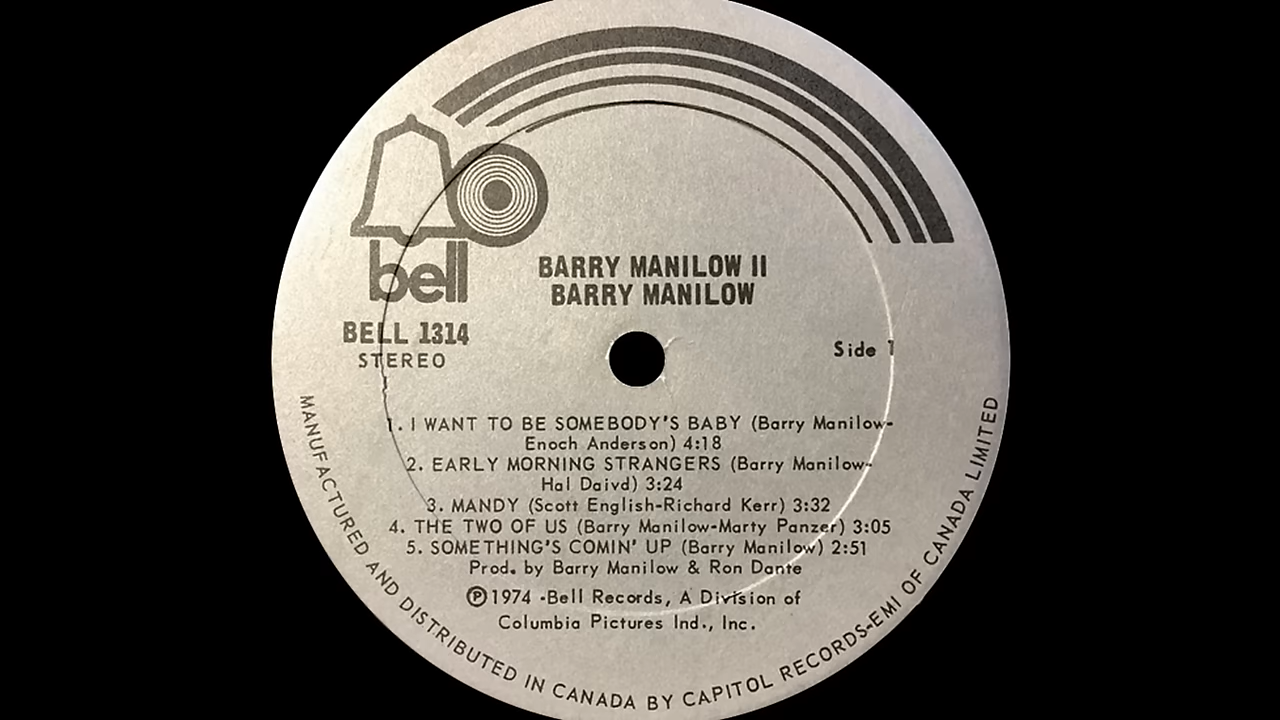 bell
BARRY MANILOW II
BARRY MANILOW
BELL 1314
STEREO
Side 1
1. I WANT TO BE SOMEBODY'S BABY (Barry Manilow-
Enoch Anderson) 4:18
2. EARLY MORNING STRANGERS (Barry Manilow-
Hal Daivd) 3:24
3. MANDY (Scott English-Richard Kerr) 3:32
4. THE TWO OF US (Barry Manilow-Marty Panzer) 3:05
5. SOMETHING'S COMIN' UP (Barry Manilow) 2:51
Prod. by Barry Manilow & Ron Dante
℗1974 -Bell Records, A Division of
Columbia Pictures Ind., Inc.
MANUFACTURED AND DISTRIBUTED IN CANADA BY CAPITOL RECORDS-EMI OF CANADA LIMITED